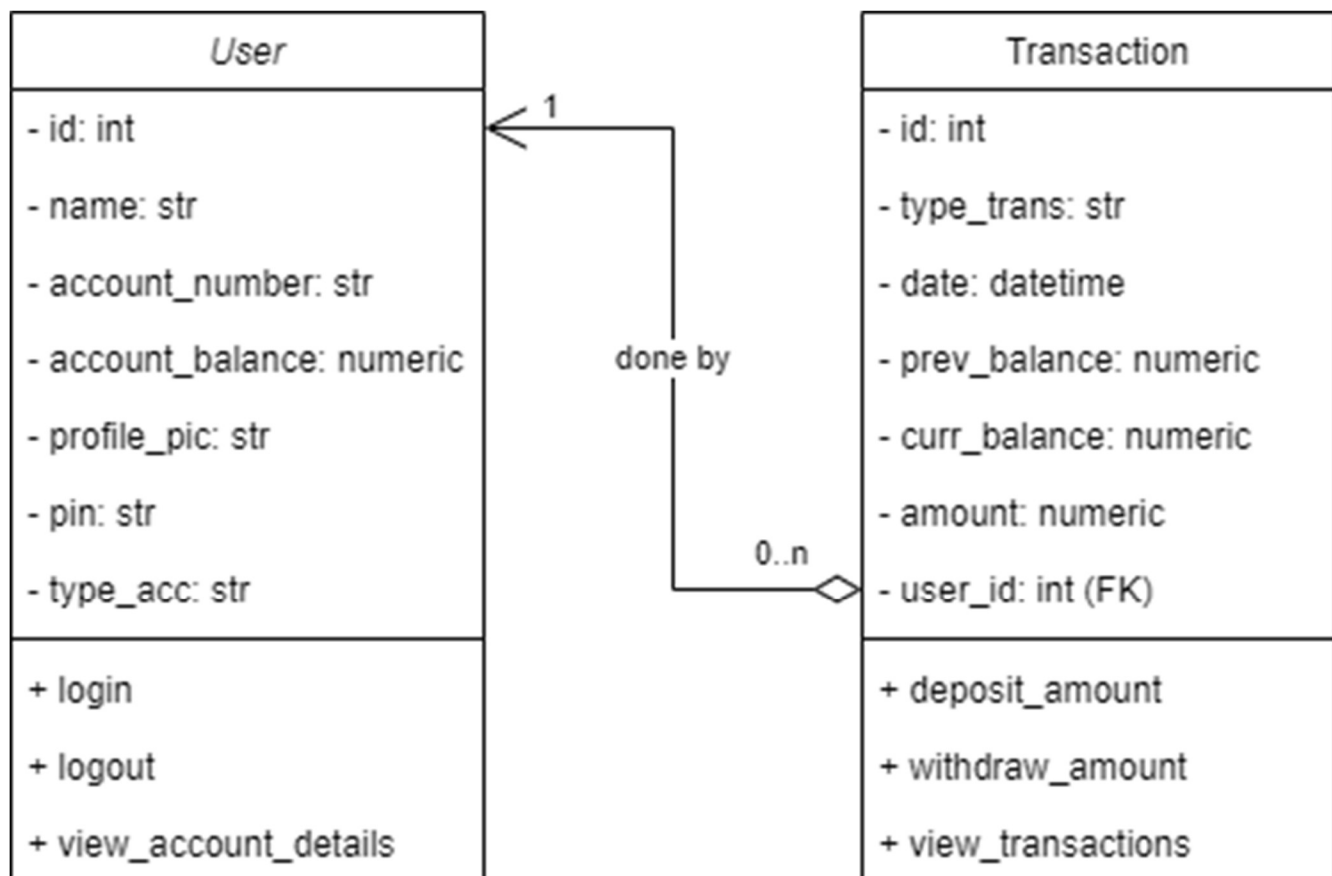 User
- id: int
- name: str
- account_number: str
- account_balance: numeric
- profile_pic: str
- pin: str
- type_acc: str
+ login
+ logout
+ view_account_details
1
done by
0..n
Transaction
- id: int
- type_trans: str
- date: datetime
- prev_balance: numeric
- curr_balance: numeric
- amount: numeric
- user_id: int (FK)
+ deposit_amount
+ withdraw_amount
+ view_transactions